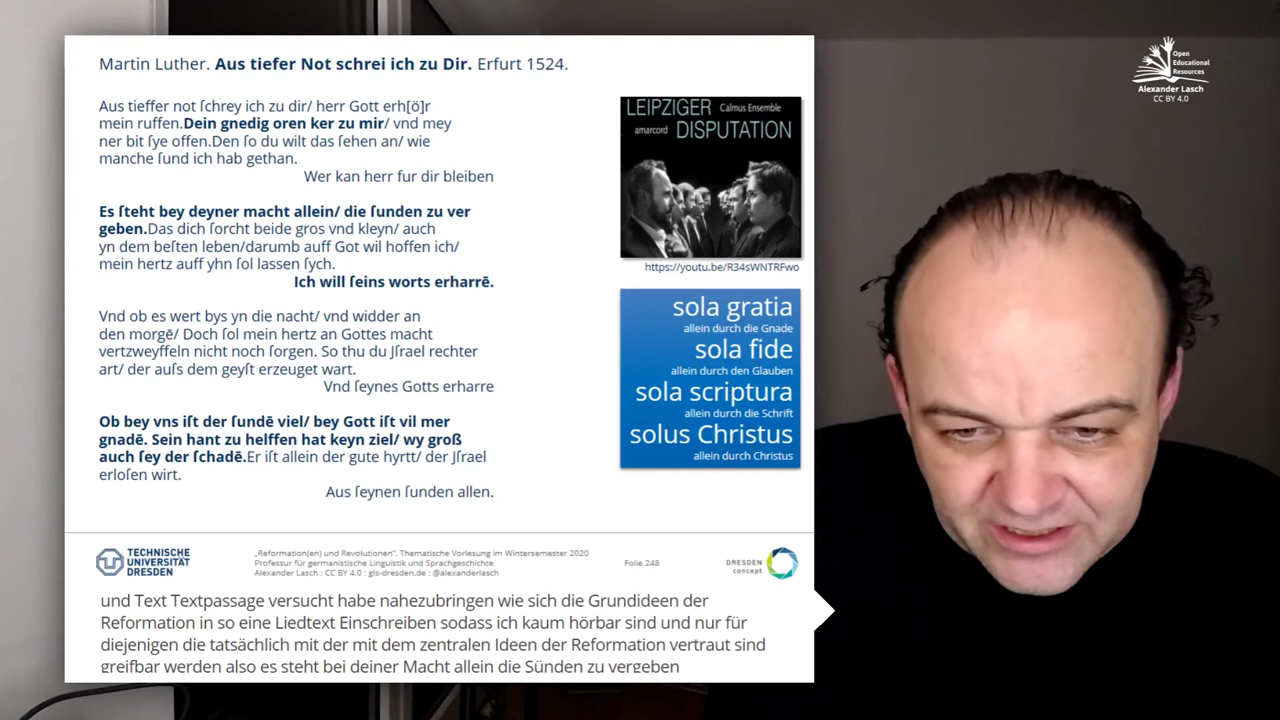 Martin Luther. Aus tiefer Not schrei ich zu Dir. Erfurt 1524.
Aus tieffer not ſchrey ich zu dir/ herr Gott erh[ö]r
mein ruffen.Dein gnedig oren ker zu mir/ vnd mey
ner bit ſye offen.Den ſo du wilt das ſehen an/ wie
manche ſund ich hab gethan.
Wer kan herr fur dir bleiben
Es ſteht bey deyner macht allein/ die ſunden zu ver
geben.Das dich ſorcht beide gros vnd kleyn/ auch
yn dem beſten leben/darumb auff Got wil hoffen ich/
mein hertz auff yhn ſol lassen ſych.
Ich will ſeins worts erharrē.
Vnd ob es wert bys yn die nacht/ vnd widder an
den morgē/ Doch ſol mein hertz an Gottes macht
vertzweyffeln nicht noch ſorgen. So thu du Jſrael rechter
art/ der auſs dem geyſt erzeuget wart.
Vnd ſeynes Gotts erharre
Ob bey vns iſt der ſundē viel/ bey Gott iſt vil mer
gnadē. Sein hant zu helffen hat keyn ziel/ wy groß
auch ſey der ſchadē.Er iſt allein der gute hyrtt/ der Jſrael
erloſen wirt.
Aus ſeynen ſunden allen.
LEIPZIGER Calmus Ensemble
amarcord DISPUTATION
https://youtu.be/R34sWNTRFwo
sola gratia
allein durch die Gnade
sola fide
allein durch den Glauben
sola scriptura
allein durch die Schrift
solus Christus
allein durch Christus
TECHNISCHE
UNIVERSITÄT
DRESDEN
„Reformation(en) und Revolutionen“. Thematische Vorlesung im Wintersemester 2020
Professur für germanistische Linguistik und Sprachgeschichte
Alexander Lasch : CC BY 4.0 : gls-dresden.de : @alexanderlasch
Folie 248
DRESDEN
concept
und Text Textpassage versucht habe nahezubringen wie sich die Grundideen der
Reformation in so eine Liedtext Einschreiben sodass ich kaum hörbar sind und nur für
diejenigen die tatsächlich mit der mit dem zentralen Ideen der Reformation vertraut sind
greifbar werden also es steht bei deiner Macht allein die Sünden zu vergeben
Open
Educational
Resources
Alexander Lasch
CC BY 4.0